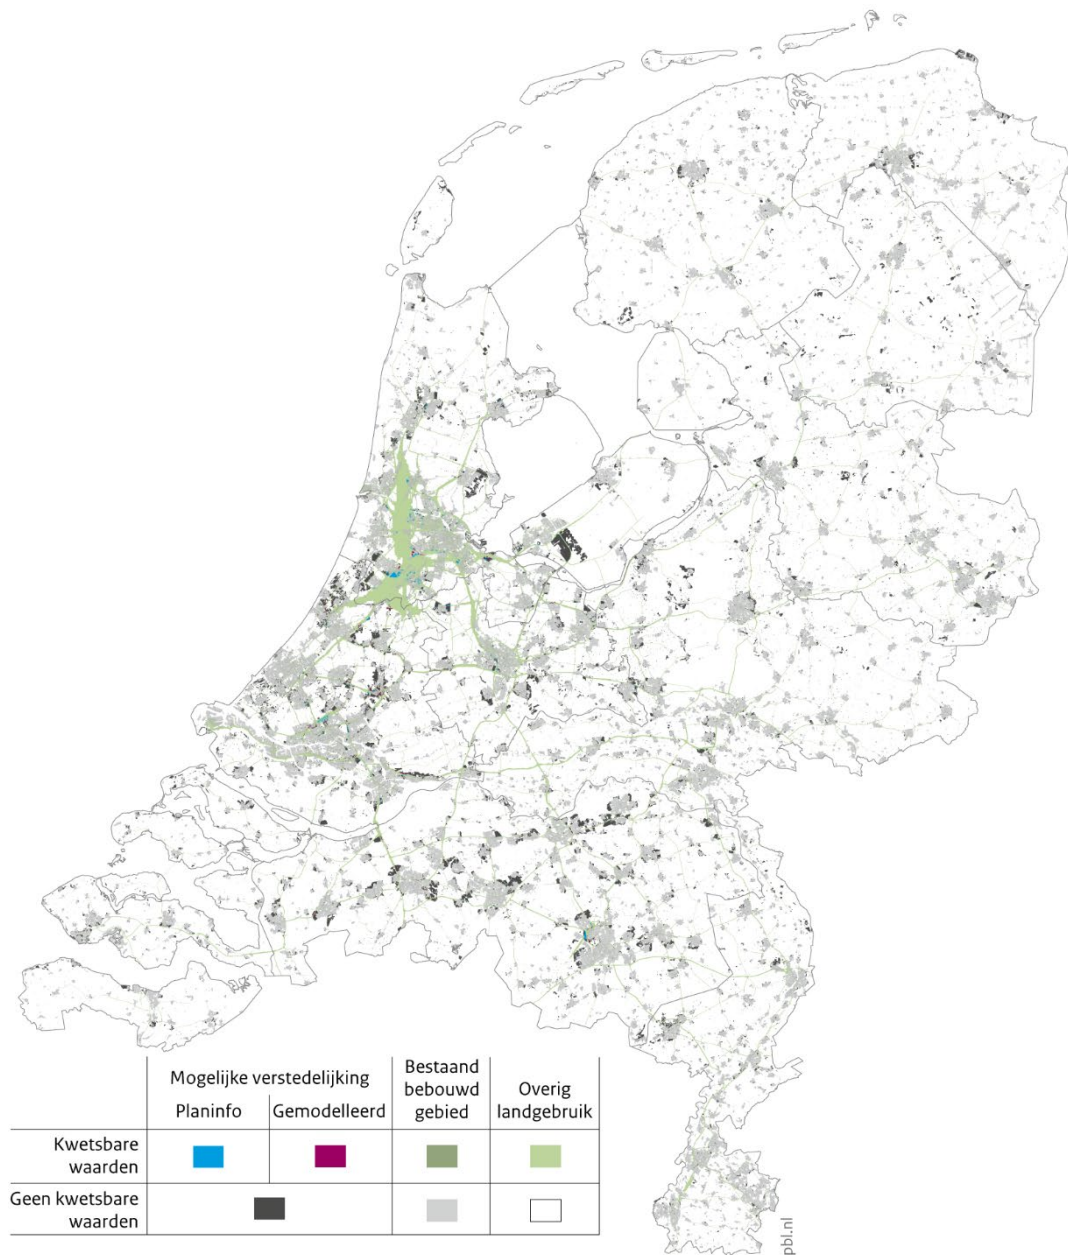 Mogelijke verstedelijking
Bestaand
bebouwd
gebied
Overig
landgebruik
Planinfo
Gemodelleerd
Kwetsbare
waarden
Geen kwetsbare
waarden
pbl.nl